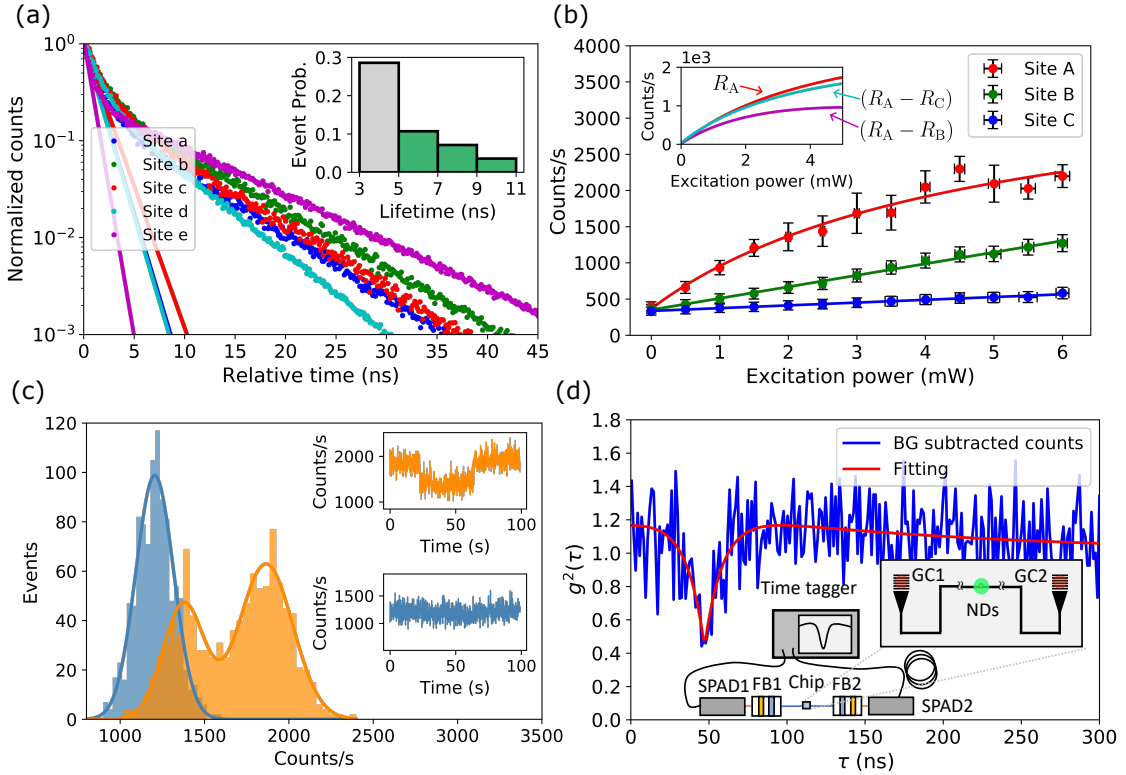 (a)
Normalized counts
10⁰
10⁻¹
10⁻²
10⁻³
0
5
10
15
20
25
30
35
40
45
Relative time (ns)
Site a
Site b
Site c
Site d
Site e
Event Prob.
0.3
0.1
0.0
3
5
7
9
11
Lifetime (ns)
(b)
Counts/s
4000
3500
3000
2500
2000
1500
1000
500
0
0
1
2
3
4
5
6
Excitation power (mW)
Site A
Site B
Site C
1e3
Counts/s
2
1
0
0
2
4
Excitation power (mW)
R_A
(R_A − R_C)
(R_A − R_B)
(c)
Events
120
100
80
60
40
20
0
1000
1500
2000
2500
3000
3500
Counts/s
Counts/s
2000
1000
0
50
100
Time (s)
Counts/s
1500
1000
0
50
100
Time (s)
(d)
g²(τ)
1.8
1.6
1.4
1.2
1.0
0.8
0.6
0.4
0.2
0.0
0
50
100
150
200
250
300
τ (ns)
BG subtracted counts
Fitting
Time tagger
GC1
GC2
NDs
SPAD1
FB1
Chip
FB2
SPAD2